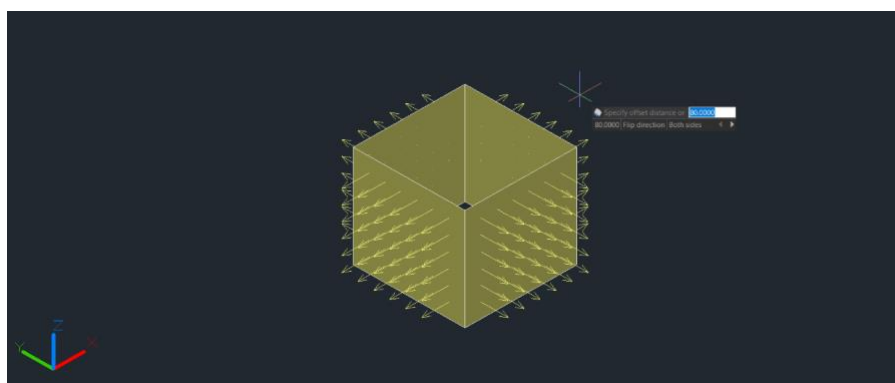 Specify offset distance or 80.0000
80.0000 Flip direction Both sides
Z
Y X